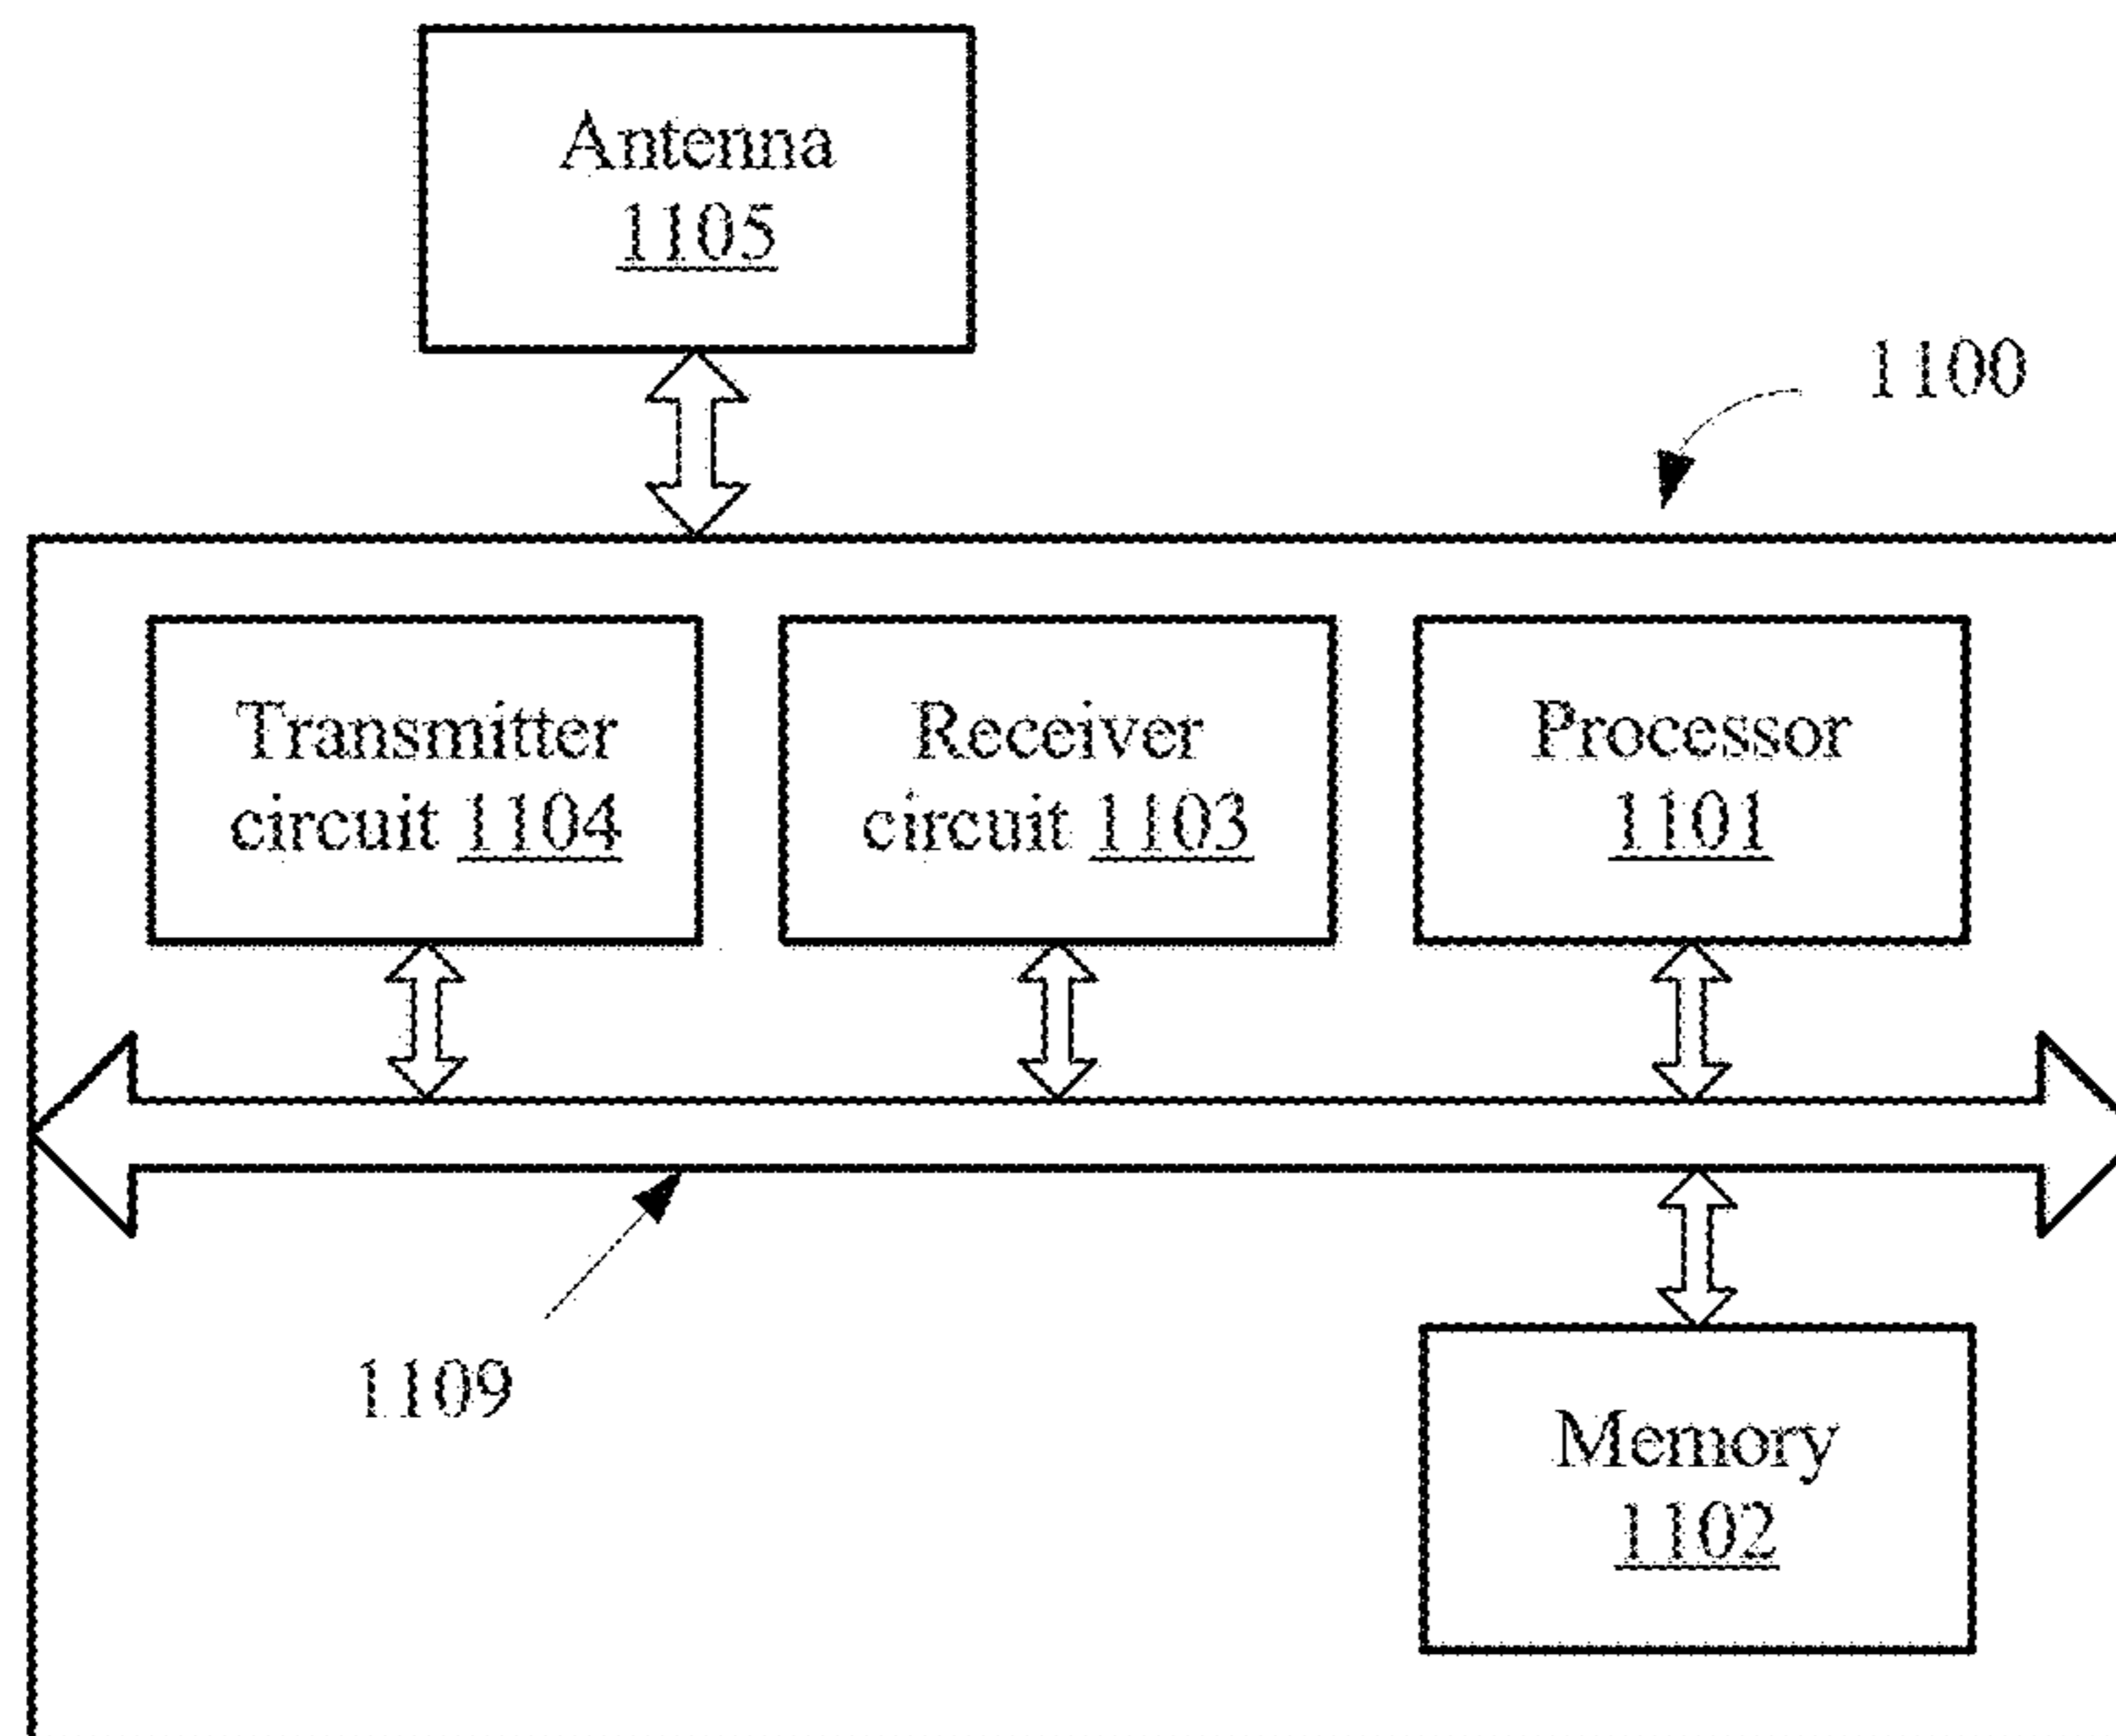 Antenna
1105
1100
Transmitter
circuit 1104
Receiver
circuit 1103
Processor
1101
1109
Memory
1102